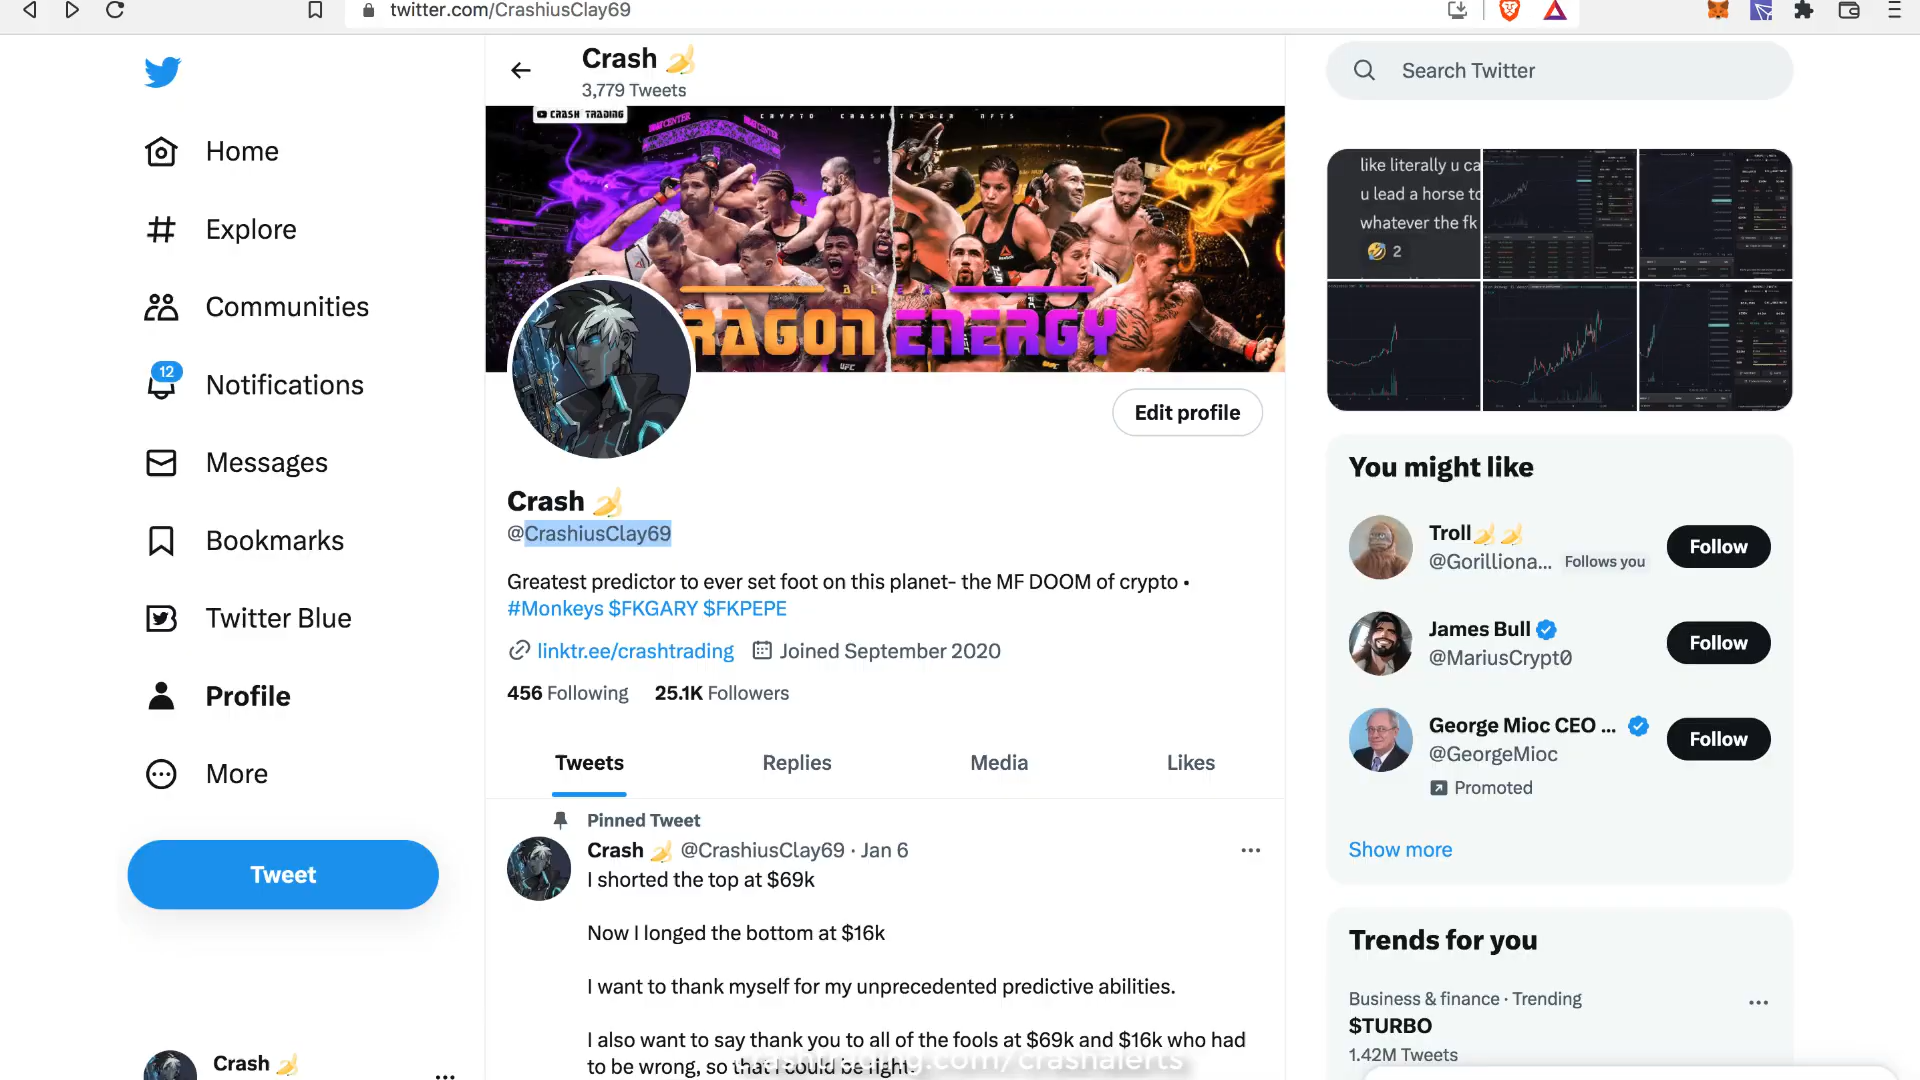 twitter.com/CrashiusClay69
Home
Explore
Communities
12
Notifications
Messages
Bookmarks
Twitter Blue
Profile
More
Tweet
Crash 🍌
Crash 🍌
3,779 Tweets
CRASH TRADING
CRYPTO CRASH TRADER NFTS
DRAGON ENERGY
UFC
UFC
Edit profile
Crash 🍌
@CrashiusClay69
Greatest predictor to ever set foot on this planet- the MF DOOM of crypto •
#Monkeys $FKGARY $FKPEPE
linktr.ee/crashtrading Joined September 2020
456 Following 25.1K Followers
Tweets Replies Media Likes
Pinned Tweet
Crash 🍌 @CrashiusClay69 · Jan 6
I shorted the top at $69k
Now I longed the bottom at $16k
I want to thank myself for my unprecedented predictive abilities.
I also want to say thank you to all of the fools at $69k and $16k who had
to be wrong, so that I could be right.
crashtrading.com/crashalerts
Search Twitter
like literally u ca
u lead a horse to
whatever the fk
🤣 2
You might like
Troll🍌🍌
@Gorilliona... Follows you
Follow
James Bull
@MariusCrypt0
Follow
George Mioc CEO ...
@GeorgeMioc
Follow
Promoted
Show more
Trends for you
Business & finance · Trending
$TURBO
1.42M Tweets